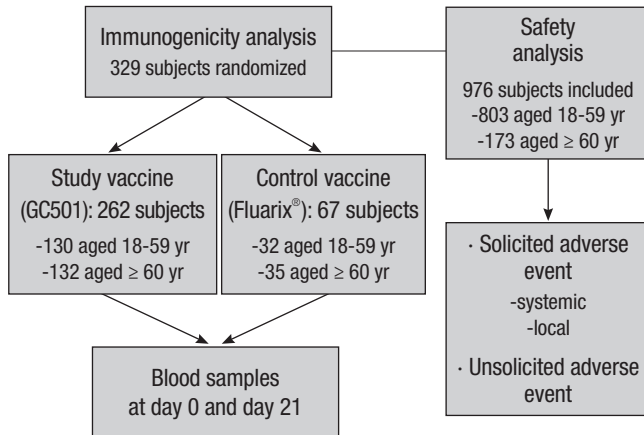 Immunogenicity analysis
329 subjects randomized
Safety
analysis
976 subjects included
-803 aged 18-59 yr
-173 aged ≥ 60 yr
Study vaccine
(GC501): 262 subjects
-130 aged 18-59 yr
-132 aged ≥ 60 yr
Control vaccine
(Fluarix®): 67 subjects
-32 aged 18-59 yr
-35 aged ≥ 60 yr
· Solicited adverse
event
-systemic
-local
· Unsolicited adverse
event
Blood samples
at day 0 and day 21